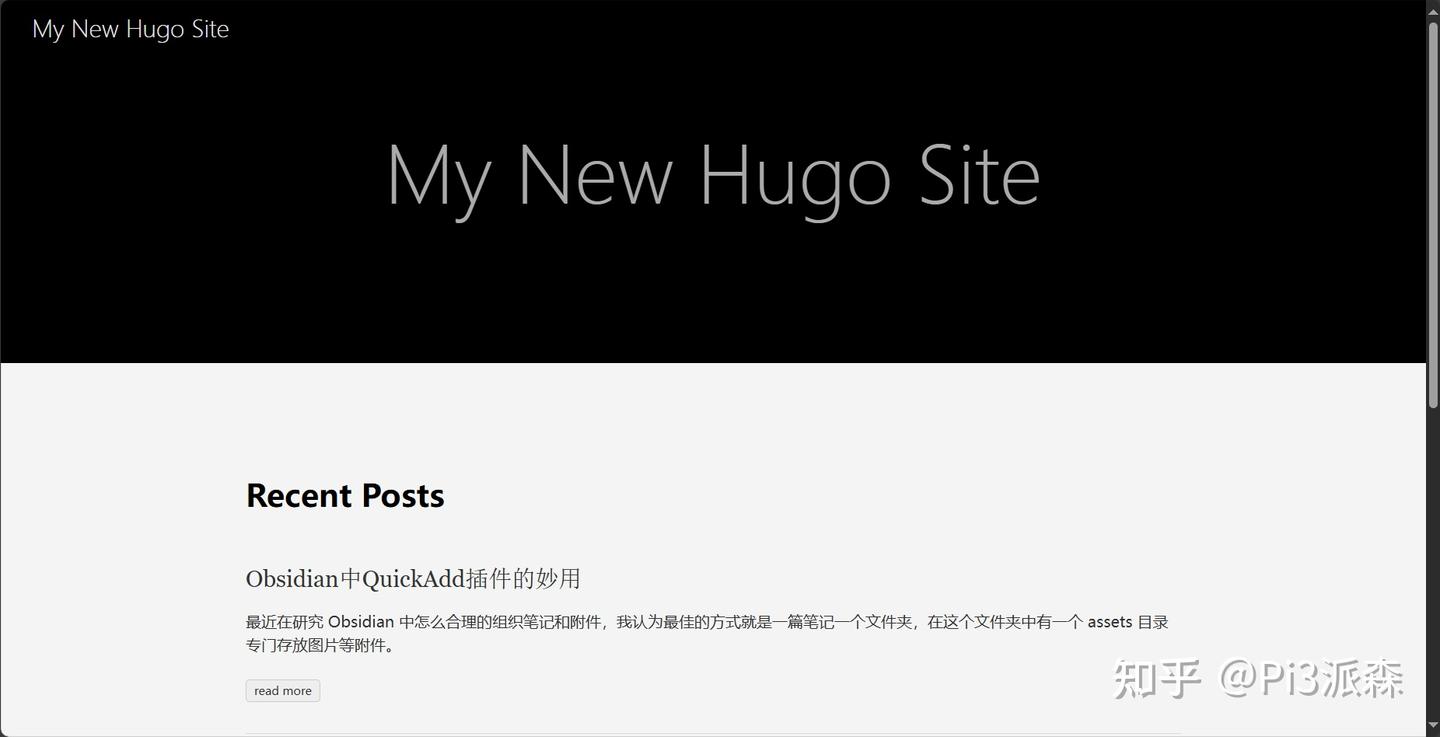 My New Hugo Site
My New Hugo Site
Recent Posts
Obsidian中QuickAdd插件的妙用
最近在研究 Obsidian 中怎么合理的组织笔记和附件，我认为最佳的方式就是一篇笔记一个文件夹，在这个文件夹中有一个 assets 目录
专门存放图片等附件。
read more
知乎 @Pi3派森